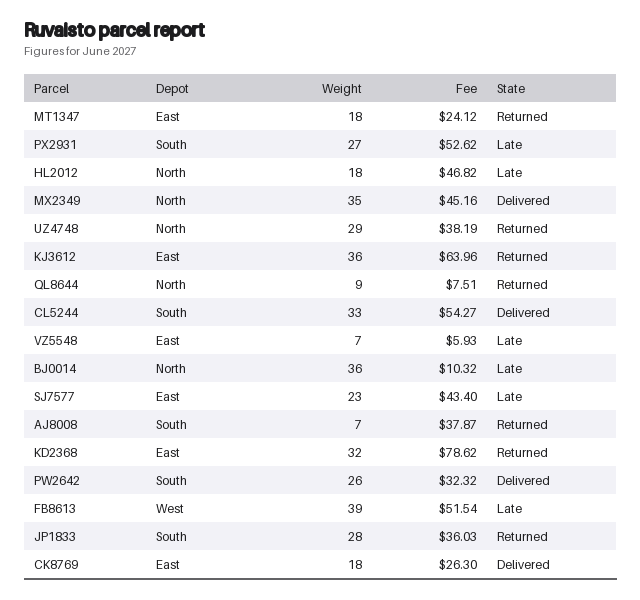 Ruvalsto parcel report
Figures for June 2027
Parcel Depot Weight Fee State
MT1347 East 18 $24.12 Returned
PX2931 South 27 $52.62 Late
HL2012 North 18 $46.82 Late
MX2349 North 35 $45.16 Delivered
UZ4748 North 29 $38.19 Returned
KJ3612 East 36 $63.96 Returned
QL8644 North 9 $7.51 Returned
CL5244 South 33 $54.27 Delivered
VZ5548 East 7 $5.93 Late
BJ0014 North 36 $10.32 Late
SJ7577 East 23 $43.40 Late
AJ8008 South 7 $37.87 Returned
KD2368 East 32 $78.62 Returned
PW2642 South 26 $32.32 Delivered
FB8613 West 39 $51.54 Late
JP1833 South 28 $36.03 Returned
CK8769 East 18 $26.30 Delivered